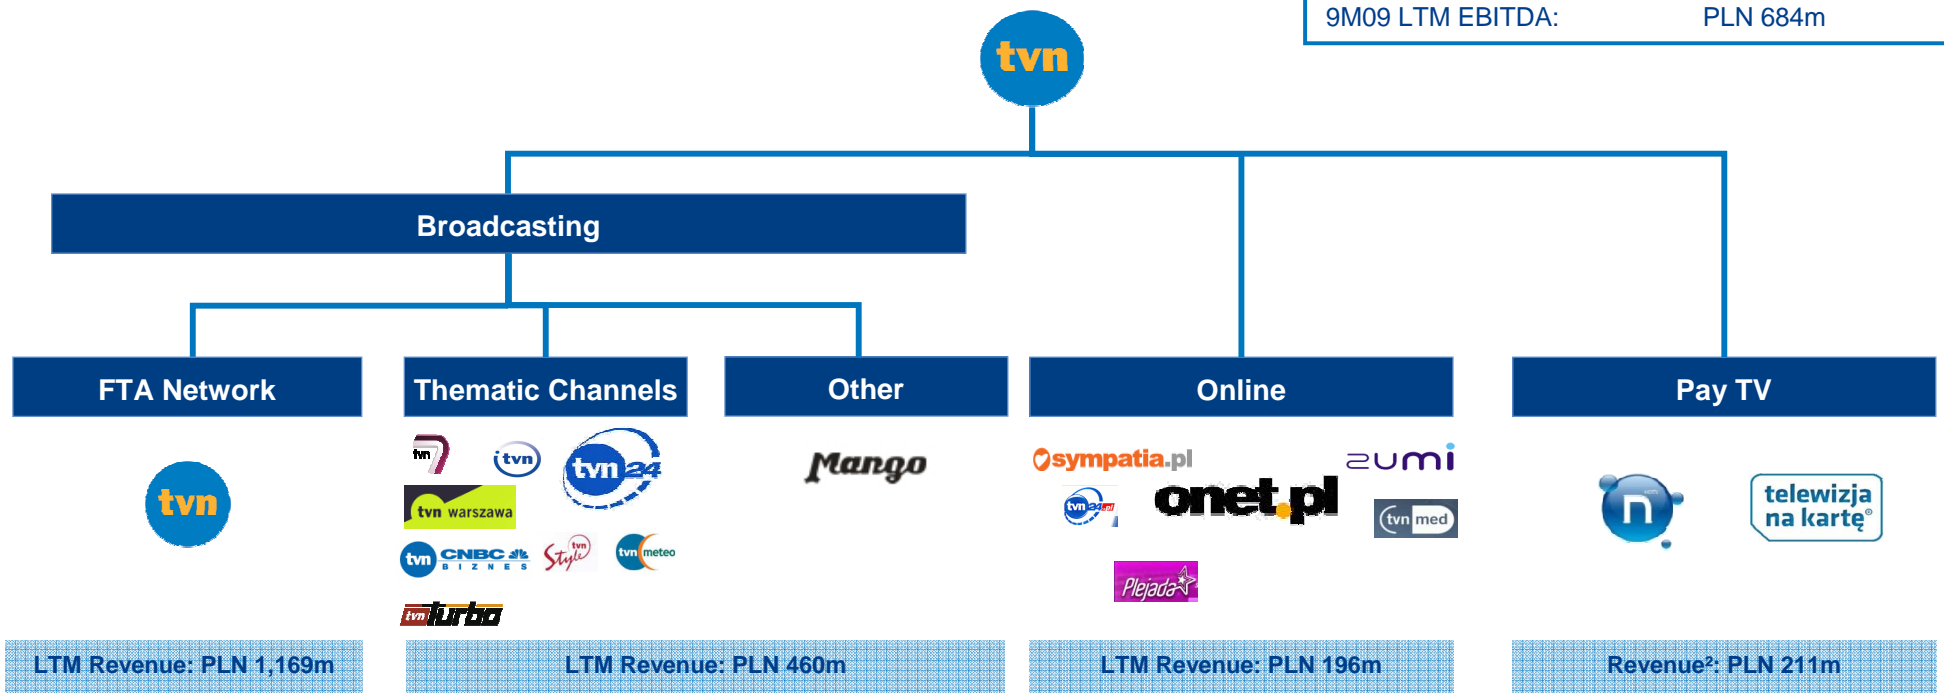 9M09 LTM EBITDA: PLN 684m
tvn
Broadcasting
FTA Network
Thematic Channels
Other
Online
Pay TV
tvn
tvn 7
itvn
tvn 24
tvn warszawa
tvn CNBC
BIZNES
tvn
Style
tvn meteo
tvn Turbo
Mango
sympatia.pl
zumi
tvn24.pl
onet.pl
tvn med
Plejada
n
telewizja
na kartę®
LTM Revenue: PLN 1,169m
LTM Revenue: PLN 460m
LTM Revenue: PLN 196m
Revenue²: PLN 211m